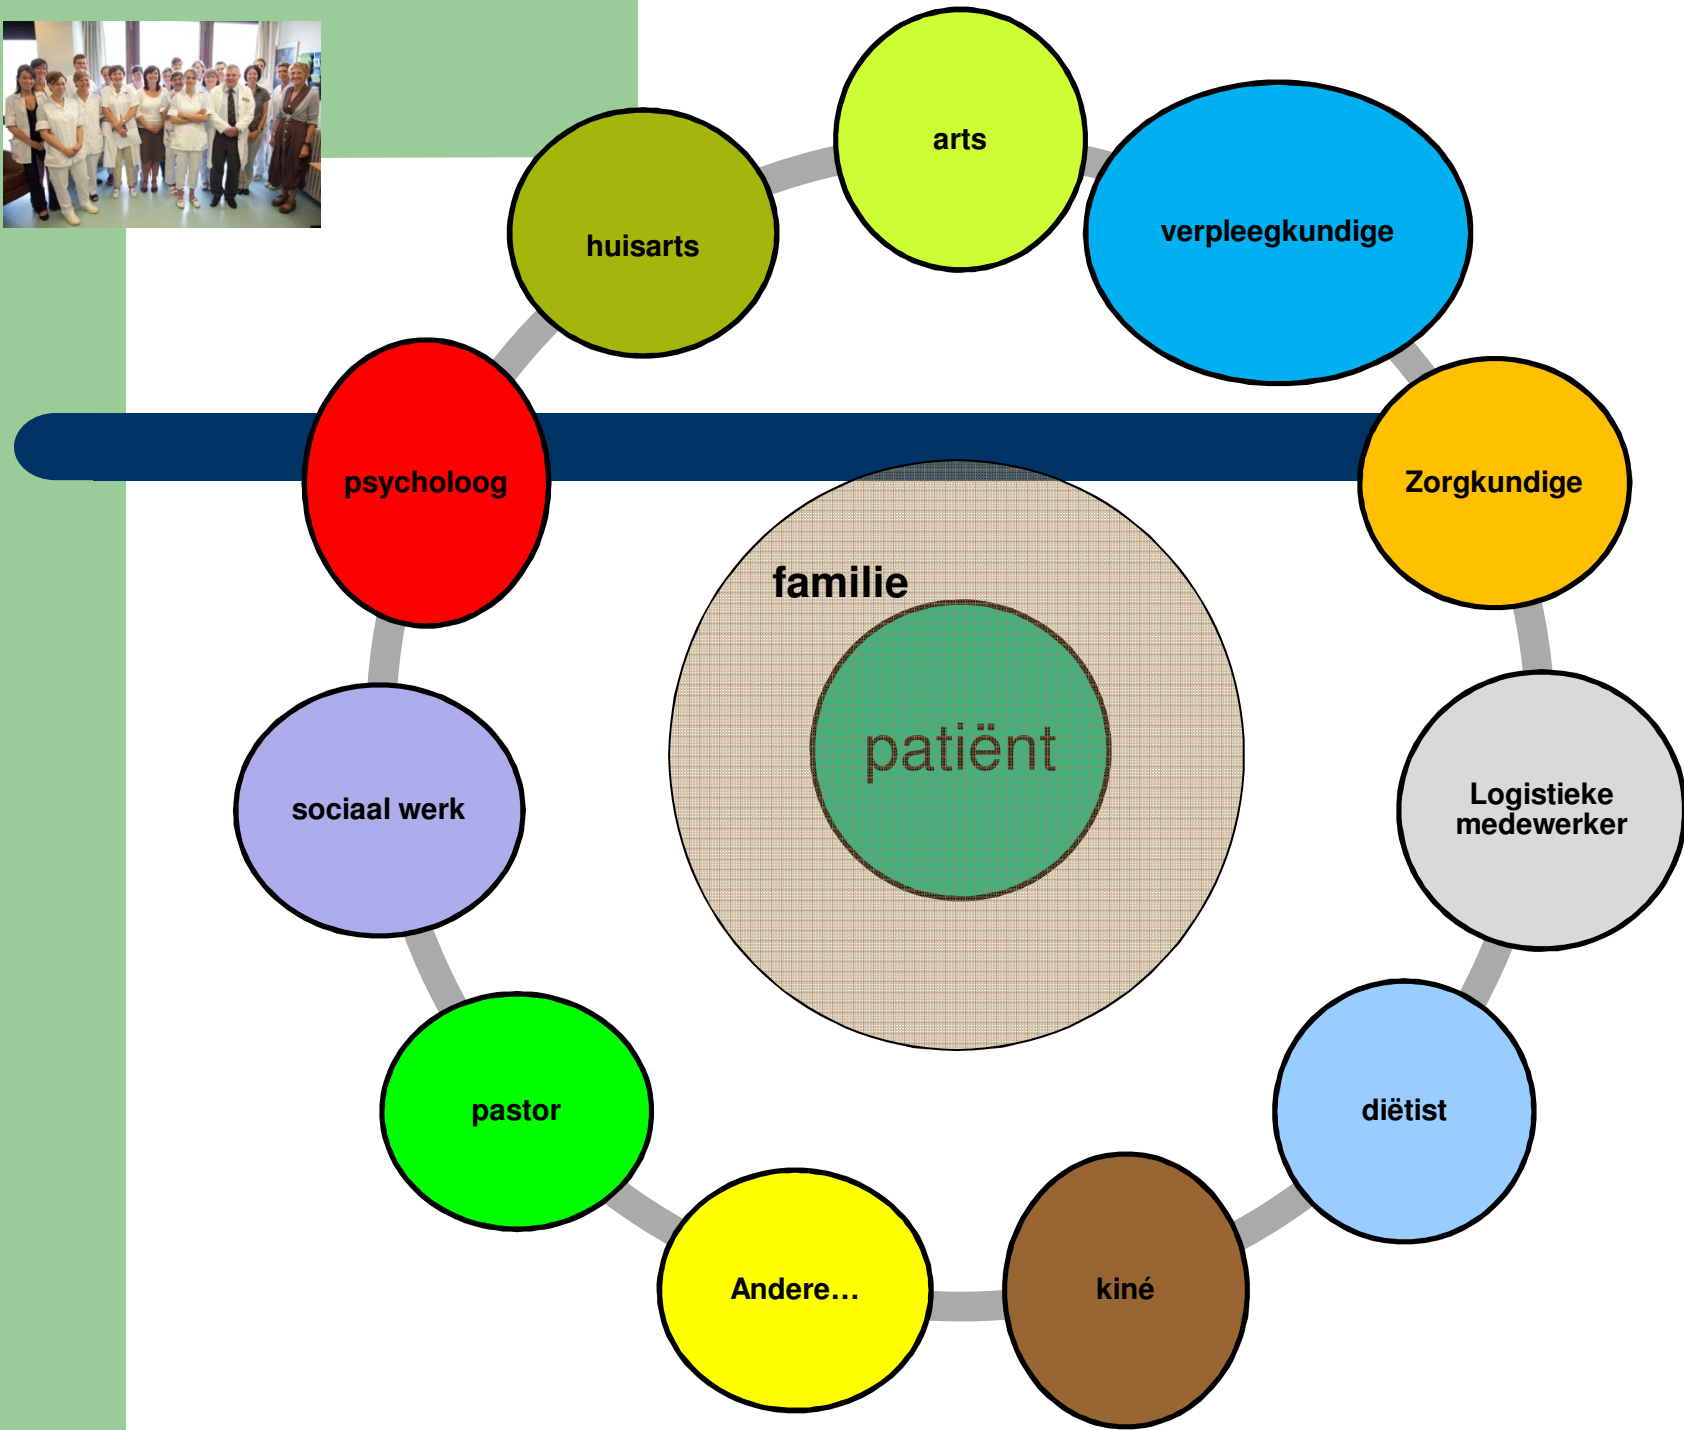 arts
verpleegkundige
huisarts
psycholoog
Zorgkundige
familie
patiënt
sociaal werk
Logistieke
medewerker
pastor
diëtist
Andere…
kiné